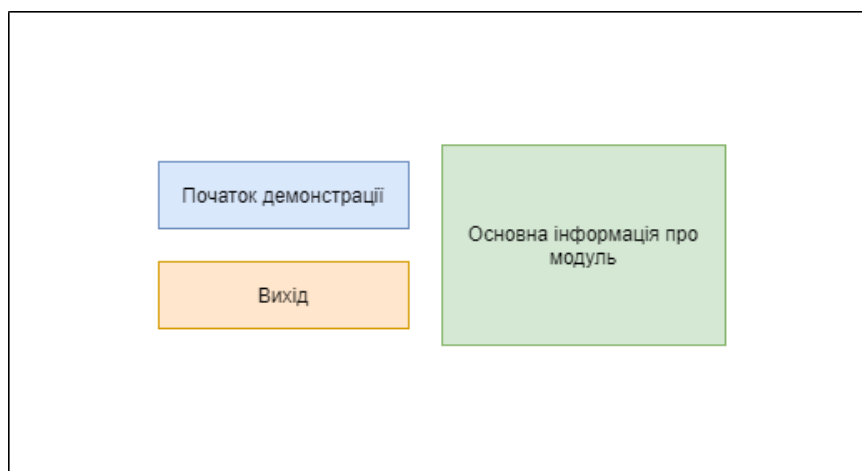 Початок демонстрації
Вихід
Основна інформація про
модуль